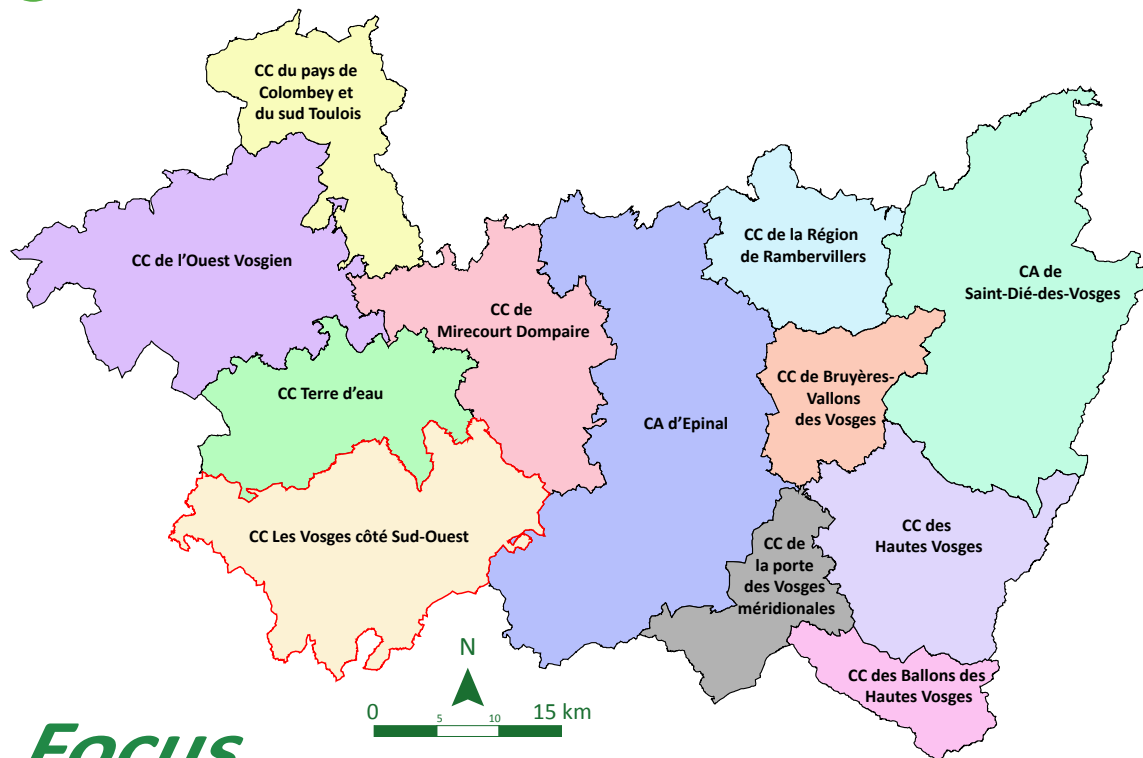 CC du pays de
Colombey et
du sud Toulois
CC de l'Ouest Vosgien
CC de la Région
de Rambervillers
CA de
Saint-Dié-des-Vosges
CC de
Mirecourt Dompaire
CC Terre d'eau
CC de Bruyères-
Vallons
des Vosges
CA d'Epinal
CC Les Vosges côté Sud-Ouest
CC des
Hautes Vosges
CC de
la porte
des Vosges
méridionales
CC des Ballons des
Hautes Vosges
N
0 5 10 15 km
Focus